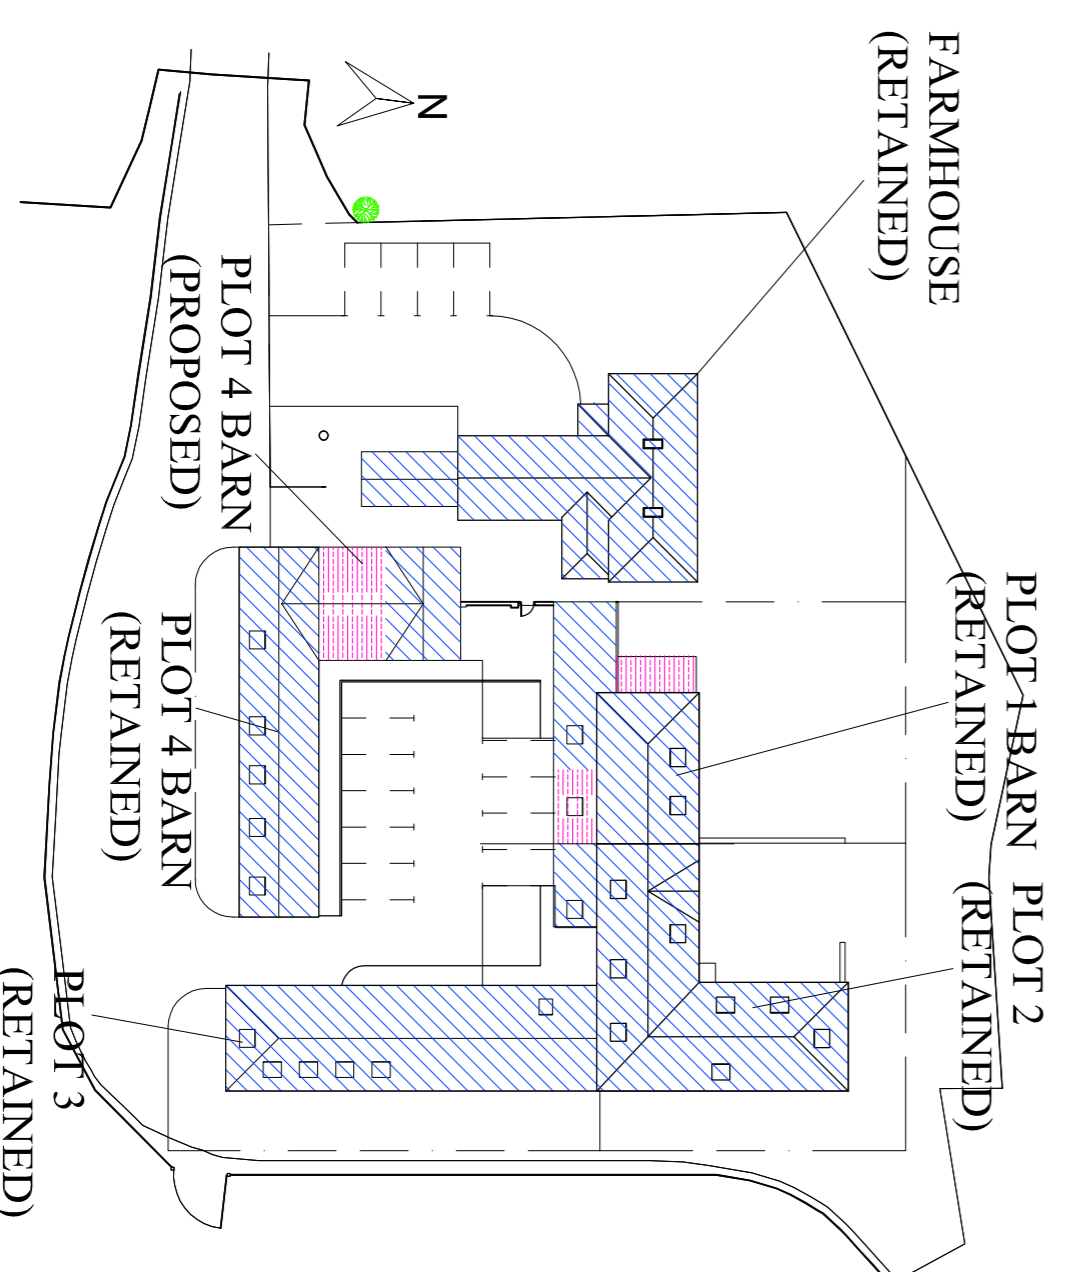 FARMHOUSE
(RETAINED)
N
PLOT 4 BARN
(PROPOSED)
PLOT 1 BARN
(RETAINED)
PLOT 4 BARN
(RETAINED)
PLOT 2
(RETAINED)
PLOT 3
(RETAINED)